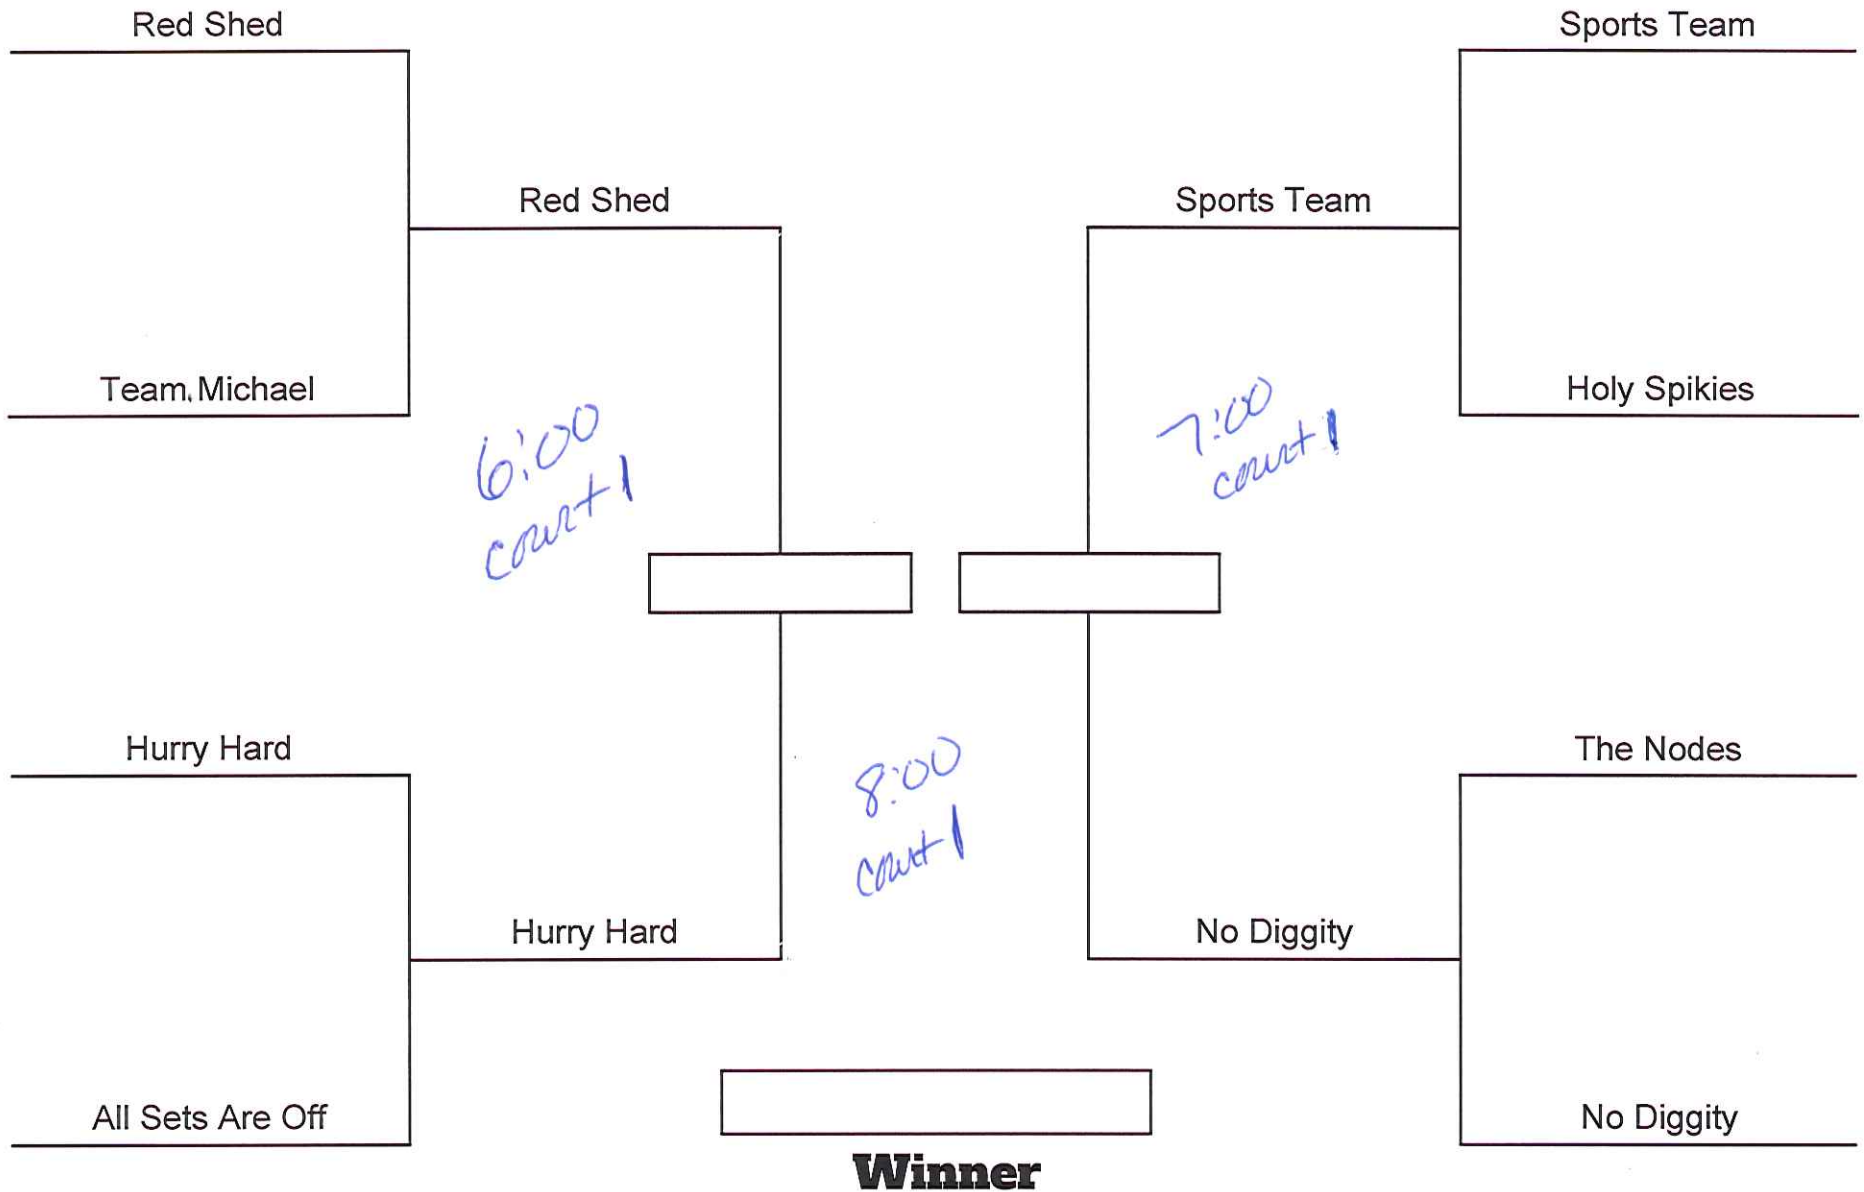 Red Shed
Sports Team
Red Shed
Sports Team
Team Michael
Holy Spikies
6:00
court 1
7:00
court 1
Hurry Hard
The Nodes
8:00
court 1
Hurry Hard
No Diggity
All Sets Are Off
No Diggity
Winner